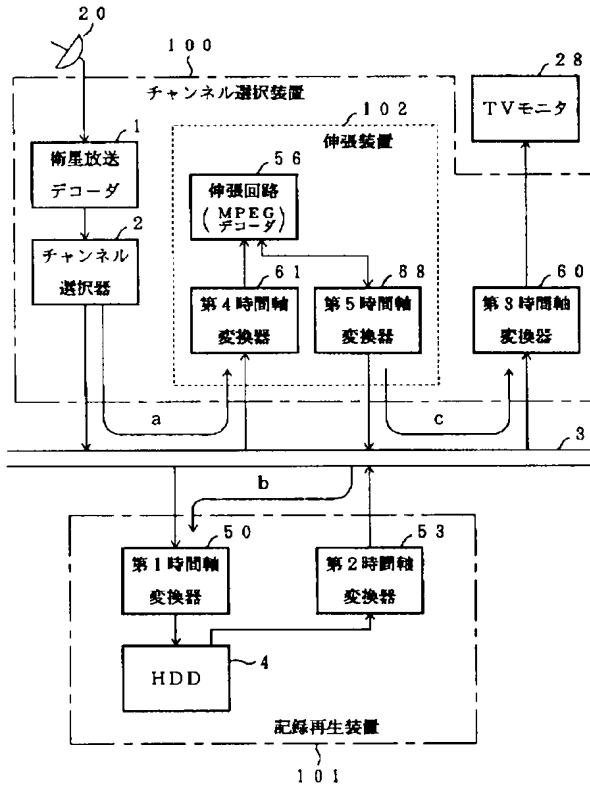 20
100
チャンネル選択装置
28
TVモニタ
102
伸張装置
1
衛星放送
デコーダ
56
伸張回路
(MPEG
デコーダ)
2
チャンネル
選択器
61
第4時間軸
変換器
68
第5時間軸
変換器
60
第3時間軸
変換器
a
c
3
b
50
第1時間軸
変換器
53
第2時間軸
変換器
4
HDD
記録再生装置
101